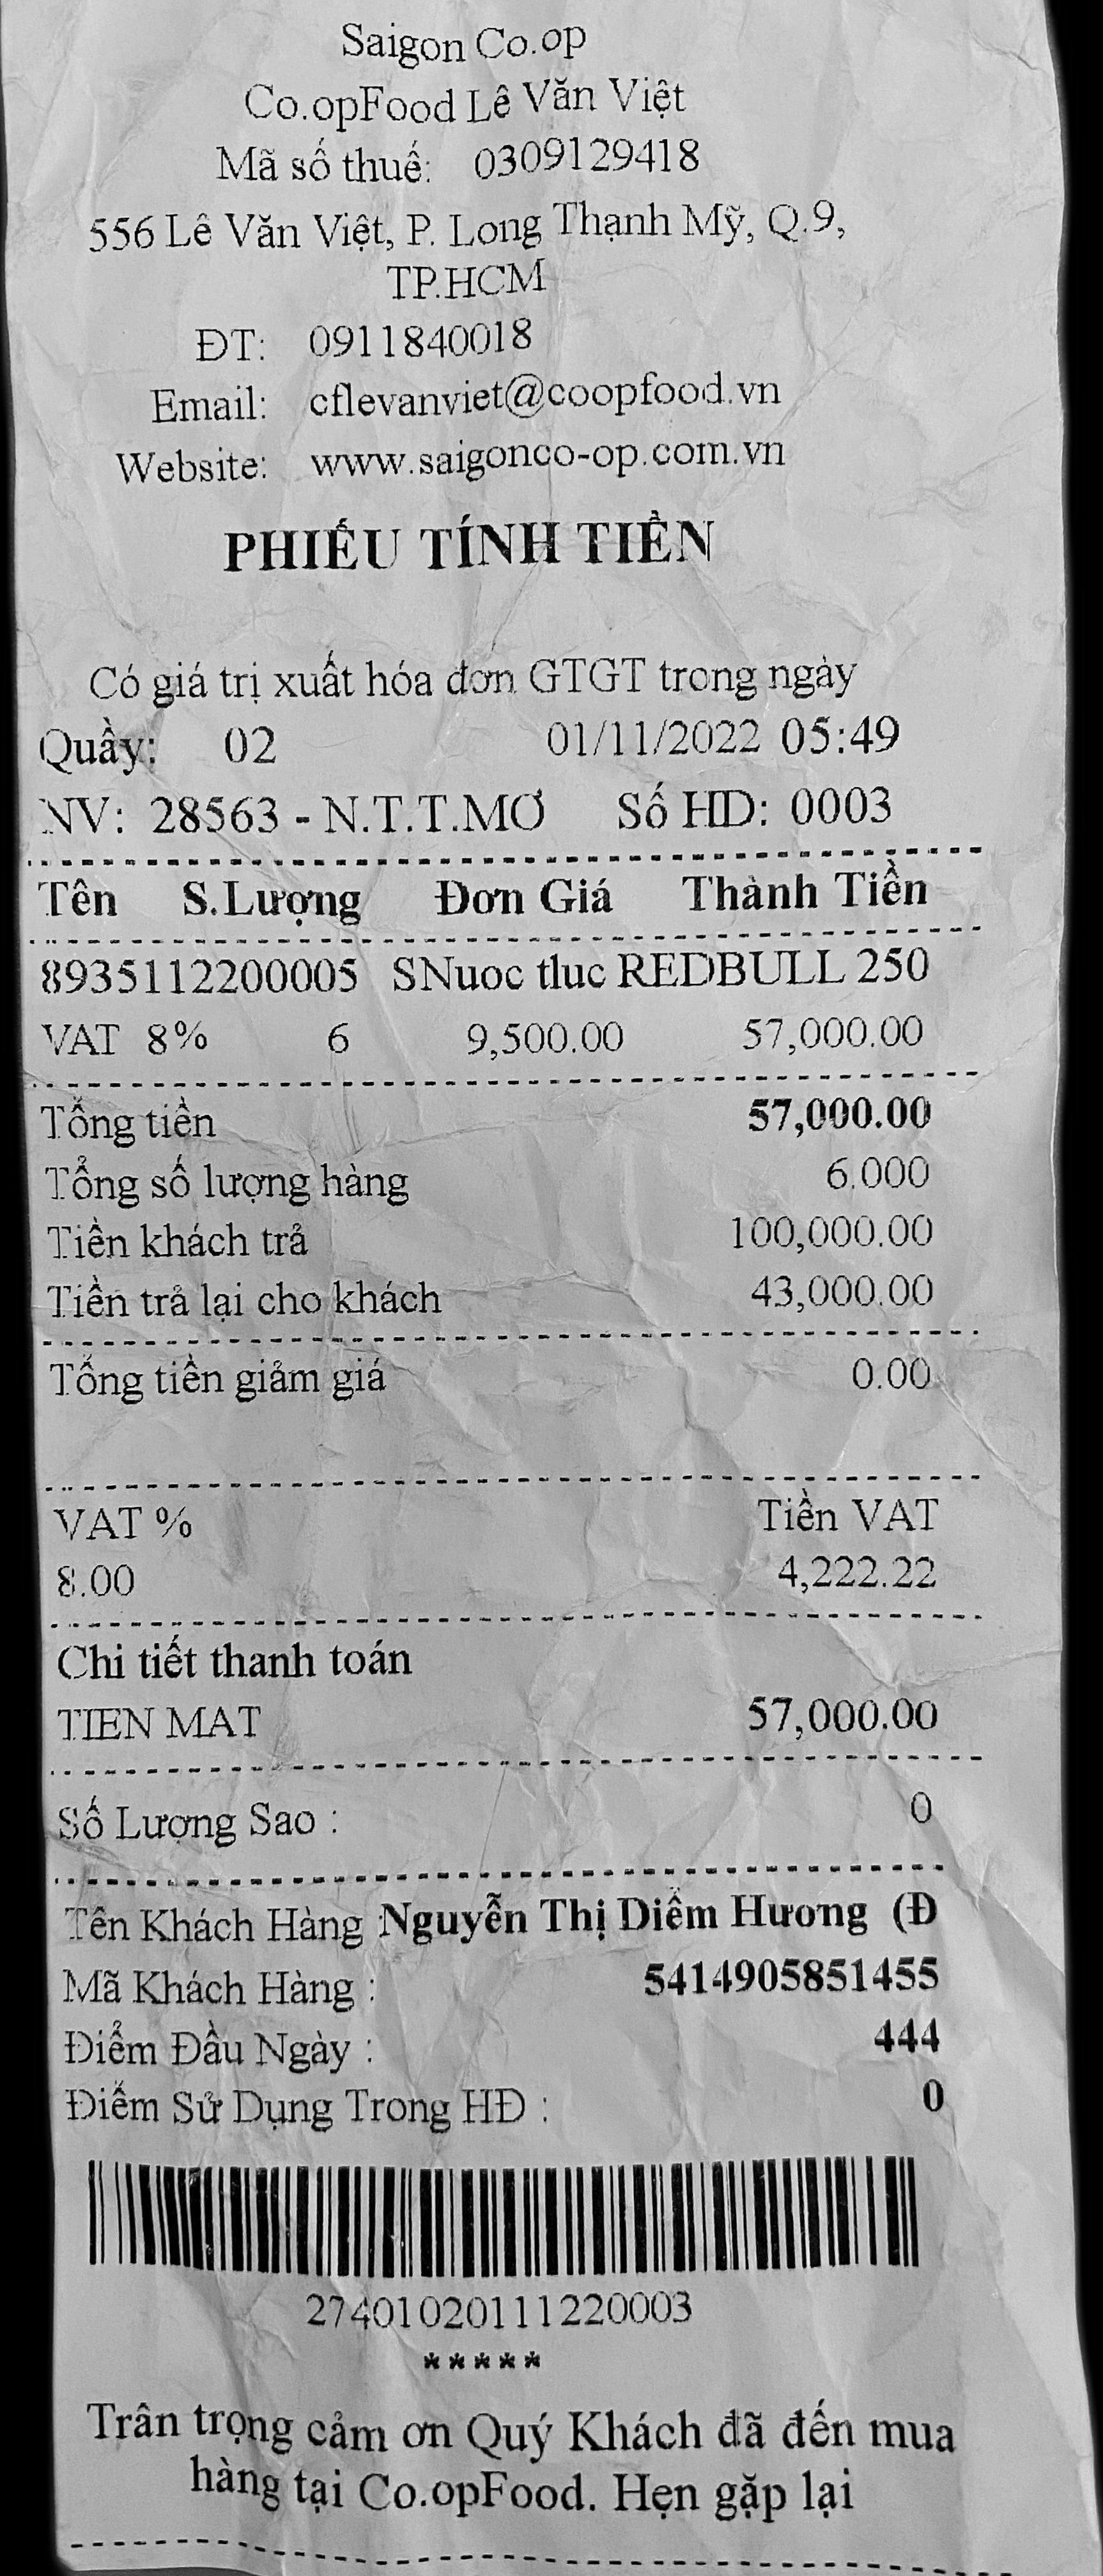 Saigon Co.op
Co.opFood Lê Văn Việt
Mã số thuế: 0309129418
556 Lê Văn Việt, P. Long Thạnh Mỹ, Q.9,
TP.HCM
ĐT: 0911840018
Email: cflevanviet@coopfood.vn
Website: www.saigonco-op.com.vn
PHIẾU TÍNH TIỀN
Có giá trị xuất hóa đơn GTGT trong ngày
Quầy: 02 01/11/2022 05:49
NV: 28563 - N.T.T.MƠ Số HD: 0003
Tên S.Lượng Đơn Giá Thành Tiền
8935112200005 SNuoc tluc REDBULL 250
VAT 8% 6 9,500.00 57,000.00
Tổng tiền 57,000.00
Tổng số lượng hàng 6.000
Tiền khách trả 100,000.00
Tiền trả lại cho khách 43,000.00
Tổng tiền giảm giá 0.00
VAT % Tiền VAT
8.00 4,222.22
Chi tiết thanh toán
TIEN MAT 57,000.00
Số Lượng Sao : 0
Tên Khách Hàng : Nguyễn Thị Diễm Hương (Đ
Mã Khách Hàng : 5414905851455
Điểm Đầu Ngày : 444
Điểm Sử Dụng Trong HĐ : 0
27401020111220003
*****
Trân trọng cảm ơn Quý Khách đã đến mua
hàng tại Co.opFood. Hẹn gặp lại